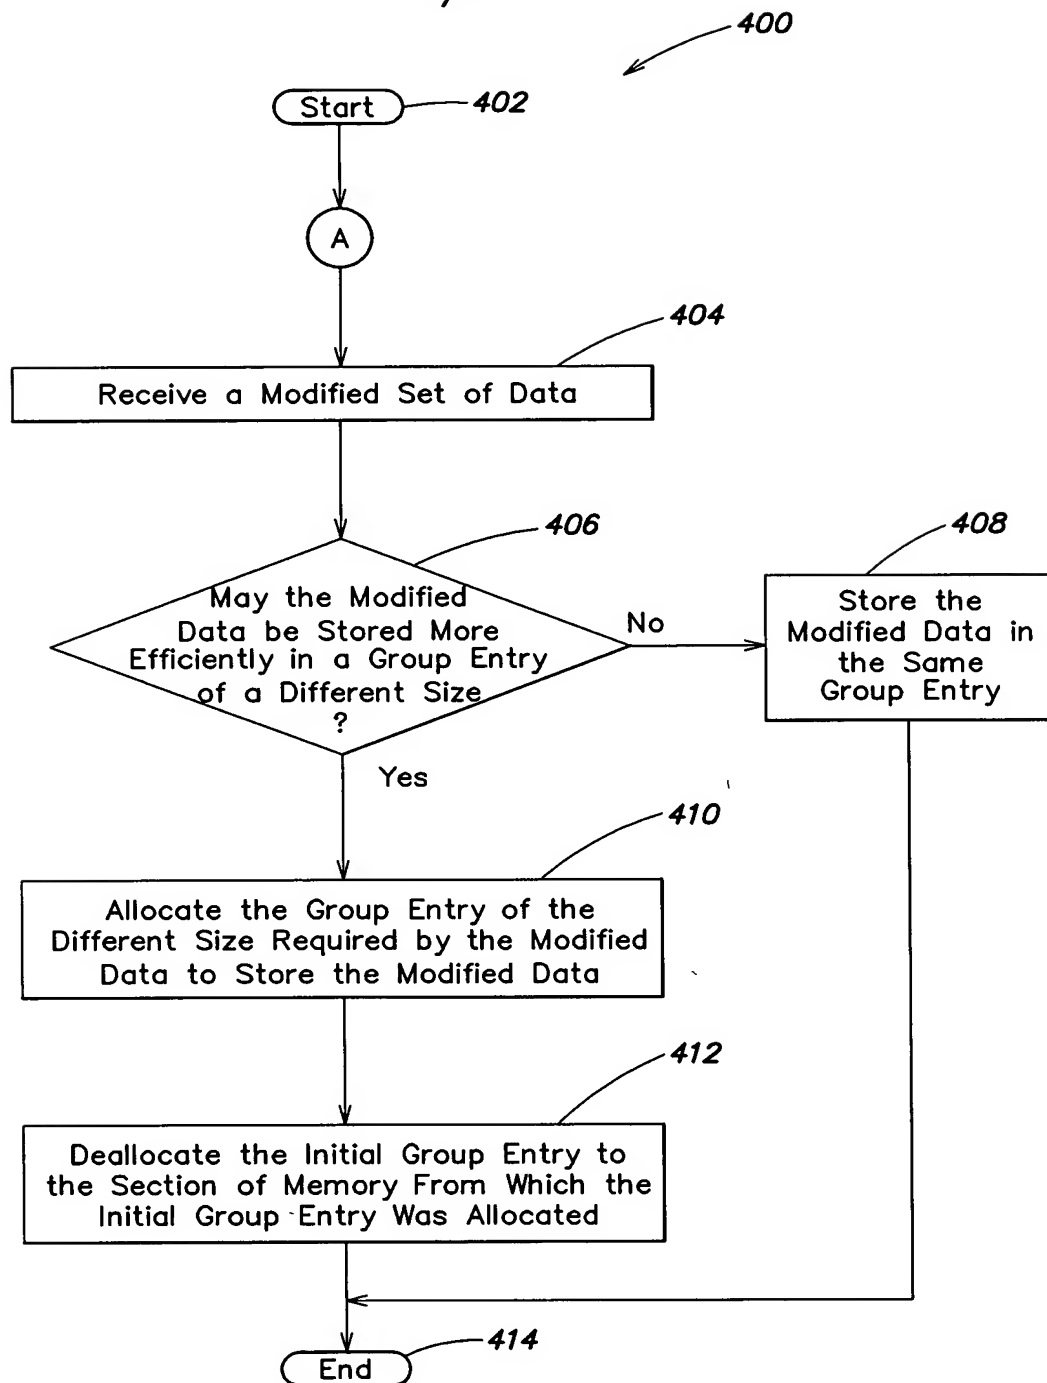 400
Start
402
A
404
Receive a Modified Set of Data
406
May the Modified
Data be Stored More
Efficiently in a Group Entry
of a Different Size
?
No
408
Store the
Modified Data in
the Same
Group Entry
Yes
410
Allocate the Group Entry of the
Different Size Required by the Modified
Data to Store the Modified Data
412
Deallocate the Initial Group Entry to
the Section of Memory From Which the
Initial Group Entry Was Allocated
414
End